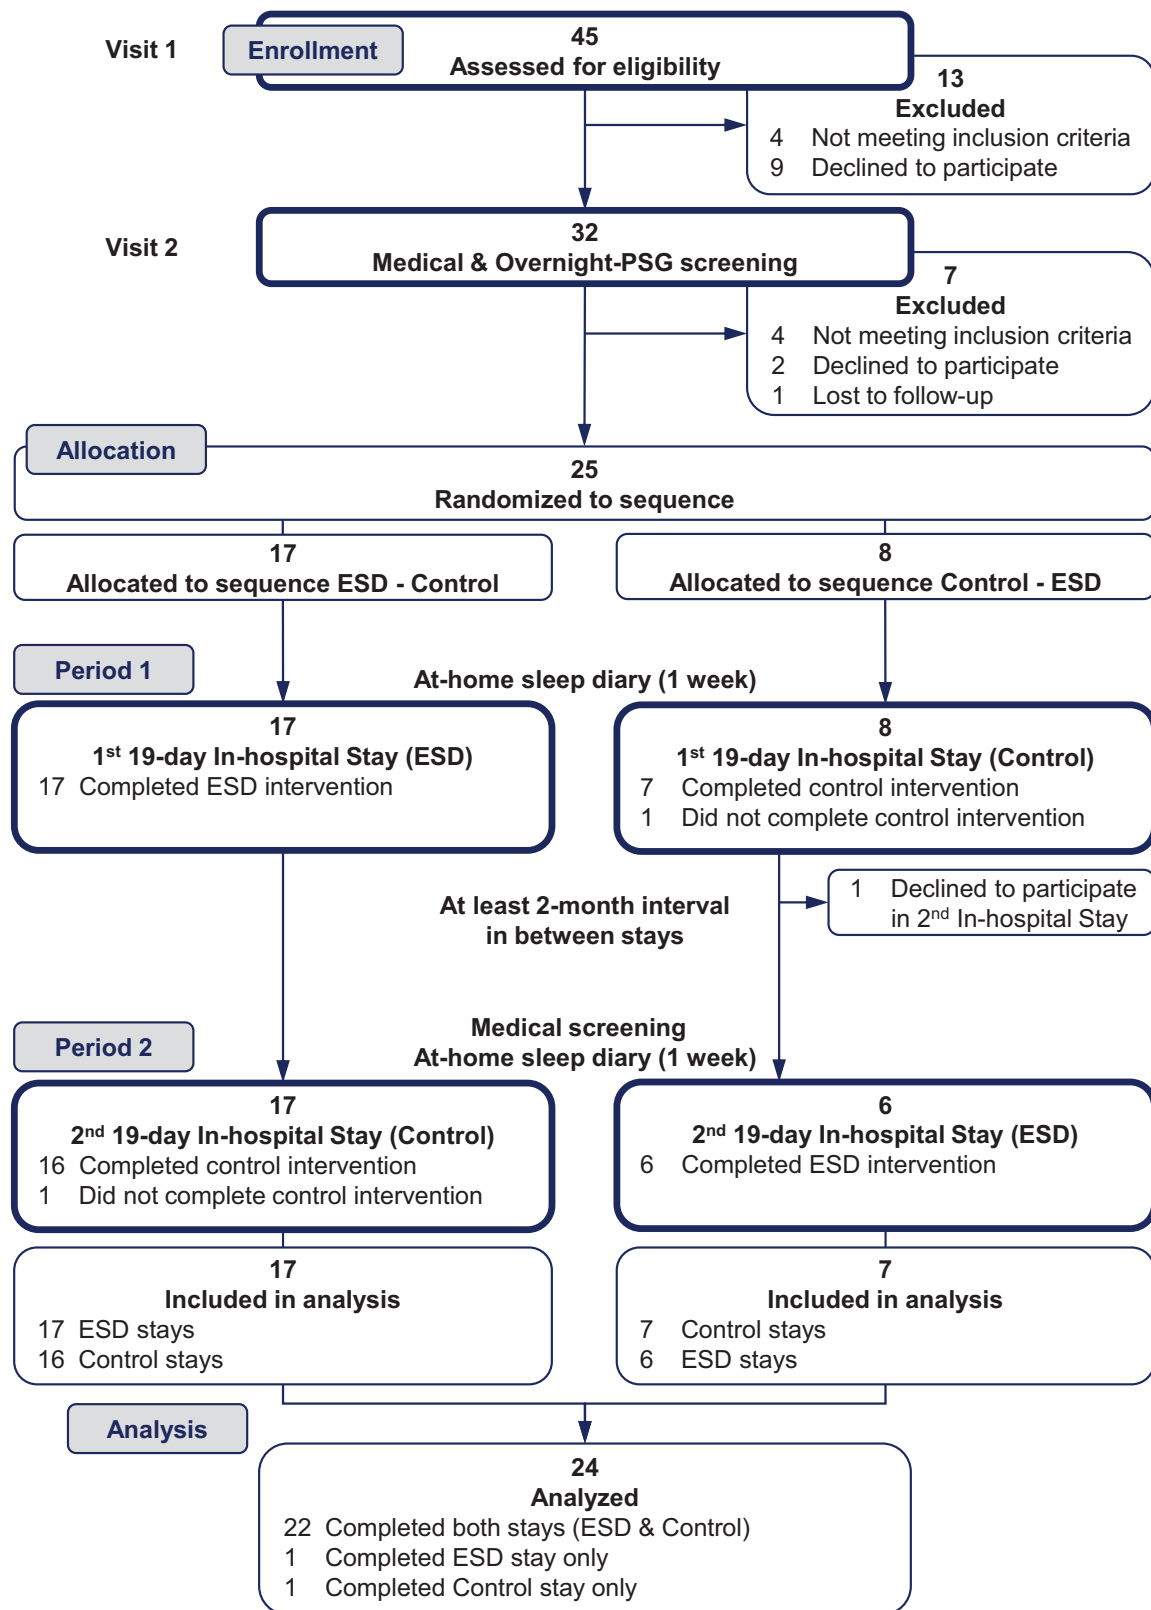 Visit 1
Enrollment
45
Assessed for eligibility
13
Excluded
4 Not meeting inclusion criteria
9 Declined to participate
Visit 2
32
Medical & Overnight-PSG screening
7
Excluded
4 Not meeting inclusion criteria
2 Declined to participate
1 Lost to follow-up
Allocation
25
Randomized to sequence
17
Allocated to sequence ESD - Control
8
Allocated to sequence Control - ESD
Period 1
At-home sleep diary (1 week)
17
1st 19-day In-hospital Stay (ESD)
17 Completed ESD intervention
8
1st 19-day In-hospital Stay (Control)
7 Completed control intervention
1 Did not complete control intervention
At least 2-month interval
in between stays
1 Declined to participate
in 2nd In-hospital Stay
Period 2
Medical screening
At-home sleep diary (1 week)
17
2nd 19-day In-hospital Stay (Control)
16 Completed control intervention
1 Did not complete control intervention
6
2nd 19-day In-hospital Stay (ESD)
6 Completed ESD intervention
17
Included in analysis
17 ESD stays
16 Control stays
7
Included in analysis
7 Control stays
6 ESD stays
Analysis
24
Analyzed
22 Completed both stays (ESD & Control)
1 Completed ESD stay only
1 Completed Control stay only